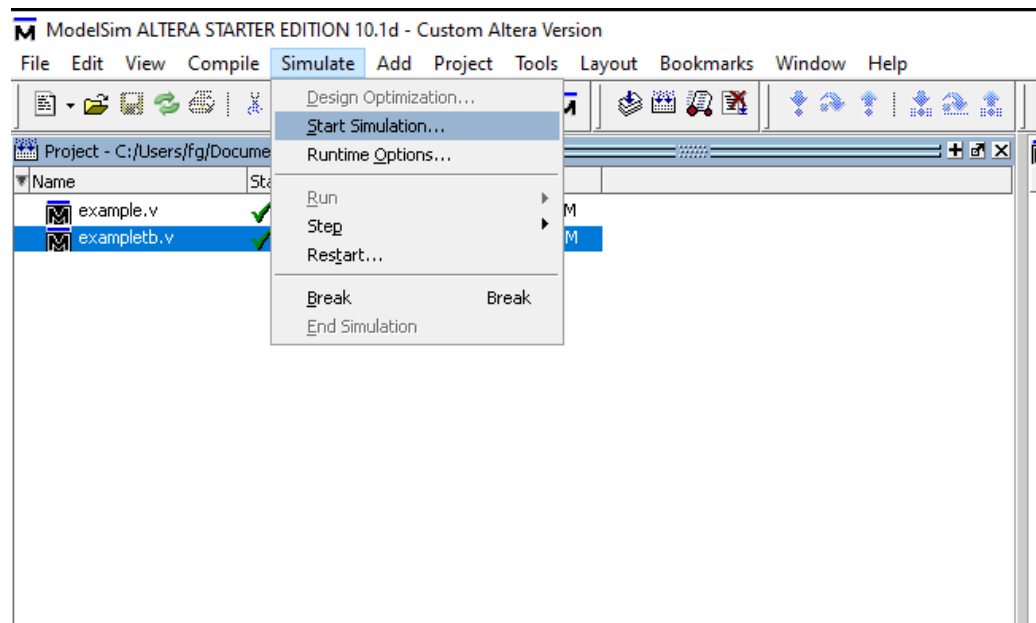 ModelSim ALTERA STARTER EDITION 10.1d - Custom Altera Version
File Edit View Compile Simulate Add Project Tools Layout Bookmarks Window Help
Design Optimization...
Start Simulation...
Project - C:/Users/fg/Docume
Runtime Options...
Name Sta
Run
example.v M
Step
exampletb.v M
Restart...
Break Break
End Simulation